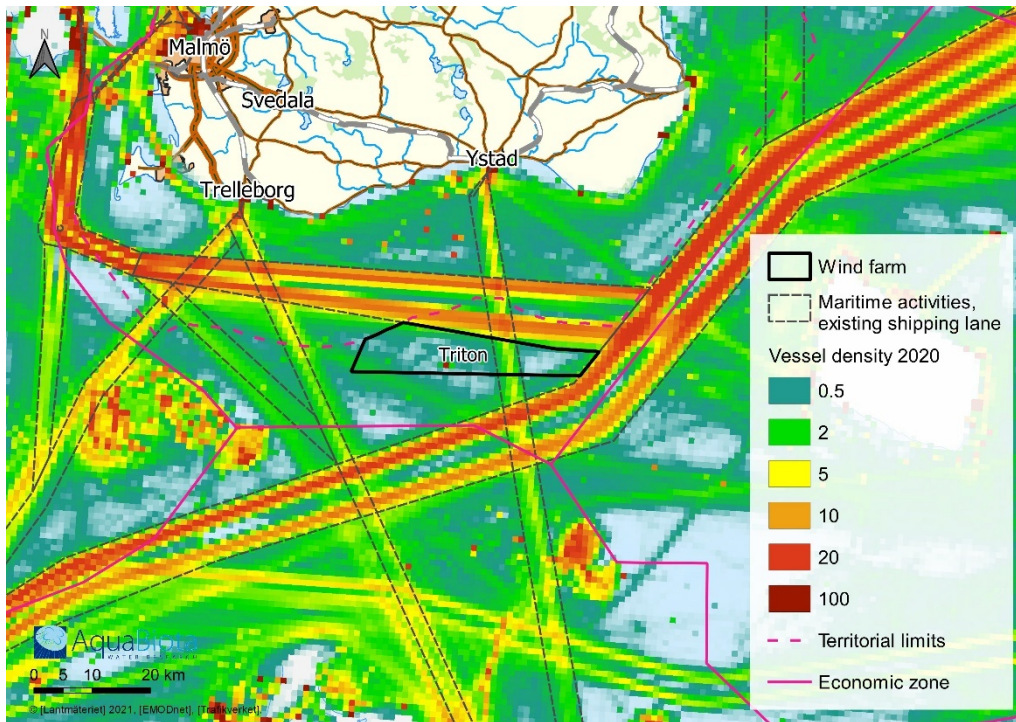 N
Malmö
Svedala
Ystad
Trelleborg
Triton
Wind farm
Maritime activities,
existing shipping lane
Vessel density 2020
0.5
2
5
10
20
100
Territorial limits
Economic zone
0 5 10 20 km
© [Lantmäteriet] 2021, [EMODnet], [Trafikverket],